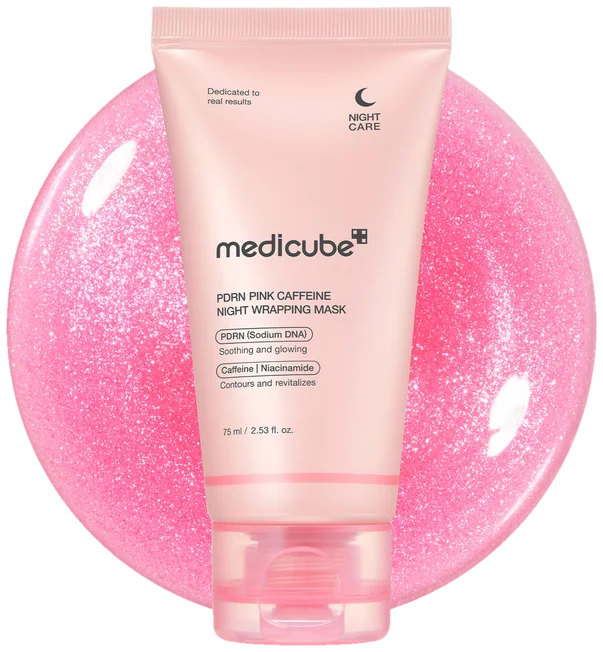 Dedicated to
real results
NIGHT
CARE
medicube
PDRN PINK CAFFEINE
NIGHT WRAPPING MASK
PDRN (Sodium DNA)
Soothing and glowing
Caffeine | Niacinamide
Contours and revitalizes
75 ml / 2.53 fl. oz.